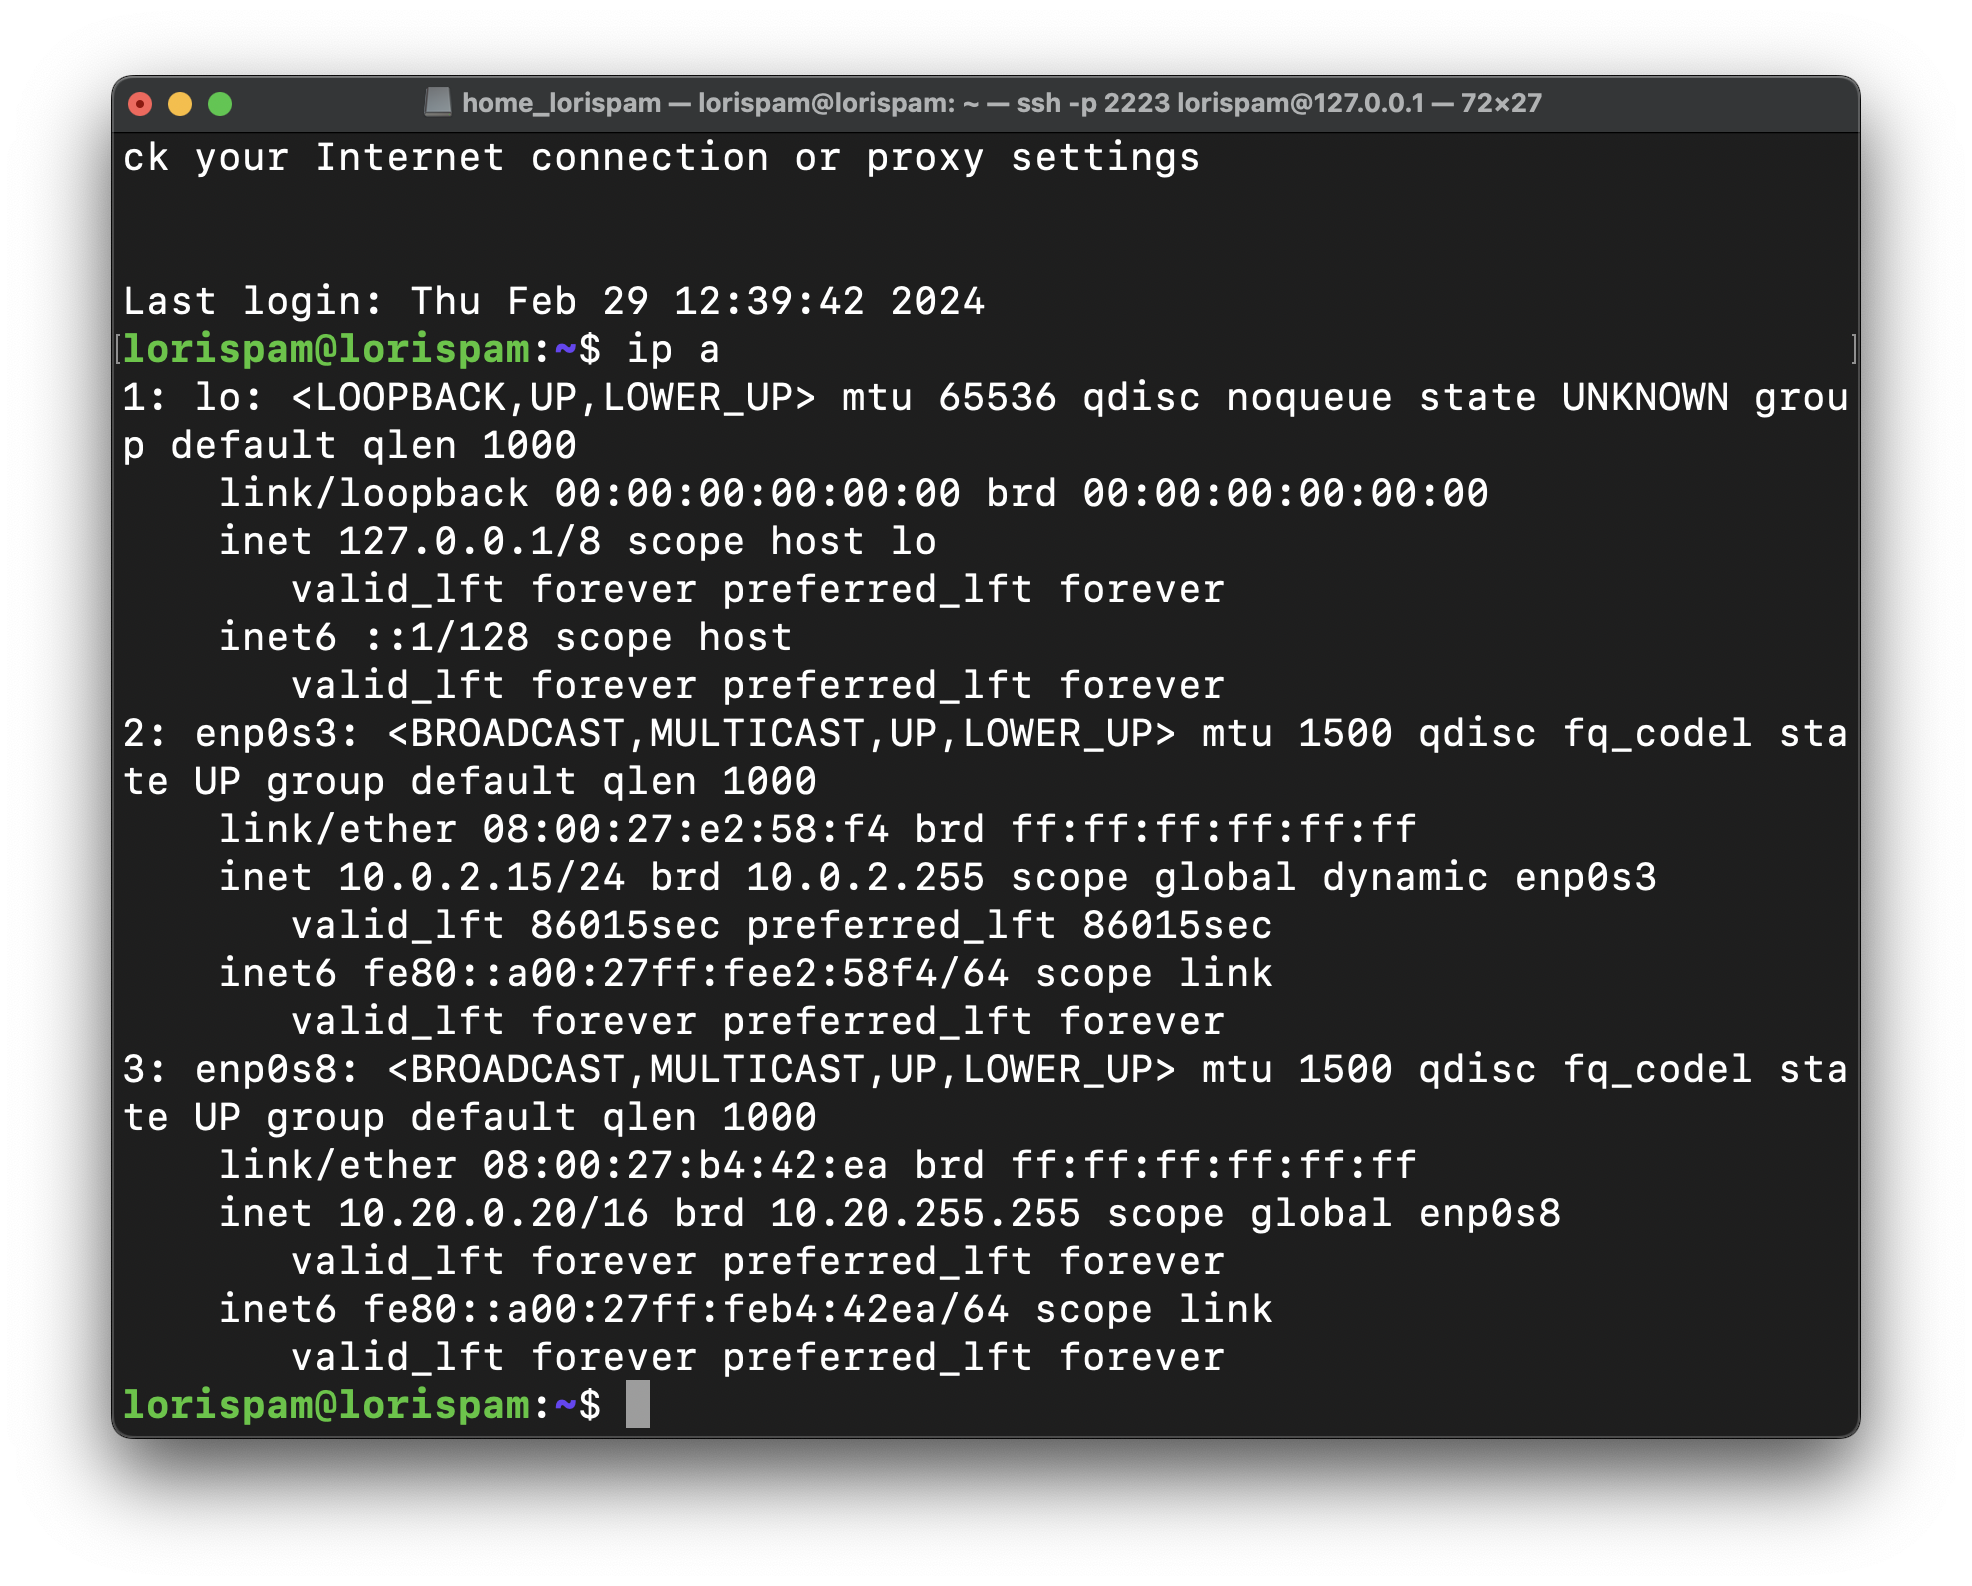 home_lorispam — lorispam@lorispam: ~ — ssh -p 2223 lorispam@127.0.0.1 — 72×27
ck your Internet connection or proxy settings
Last login: Thu Feb 29 12:39:42 2024
[lorispam@lorispam:~$ ip a ]
1: lo: <LOOPBACK,UP,LOWER_UP> mtu 65536 qdisc noqueue state UNKNOWN grou
p default qlen 1000
    link/loopback 00:00:00:00:00:00 brd 00:00:00:00:00:00
    inet 127.0.0.1/8 scope host lo
       valid_lft forever preferred_lft forever
    inet6 ::1/128 scope host
       valid_lft forever preferred_lft forever
2: enp0s3: <BROADCAST,MULTICAST,UP,LOWER_UP> mtu 1500 qdisc fq_codel sta
te UP group default qlen 1000
    link/ether 08:00:27:e2:58:f4 brd ff:ff:ff:ff:ff:ff
    inet 10.0.2.15/24 brd 10.0.2.255 scope global dynamic enp0s3
       valid_lft 86015sec preferred_lft 86015sec
    inet6 fe80::a00:27ff:fee2:58f4/64 scope link
       valid_lft forever preferred_lft forever
3: enp0s8: <BROADCAST,MULTICAST,UP,LOWER_UP> mtu 1500 qdisc fq_codel sta
te UP group default qlen 1000
    link/ether 08:00:27:b4:42:ea brd ff:ff:ff:ff:ff:ff
    inet 10.20.0.20/16 brd 10.20.255.255 scope global enp0s8
       valid_lft forever preferred_lft forever
    inet6 fe80::a00:27ff:feb4:42ea/64 scope link
       valid_lft forever preferred_lft forever
lorispam@lorispam:~$